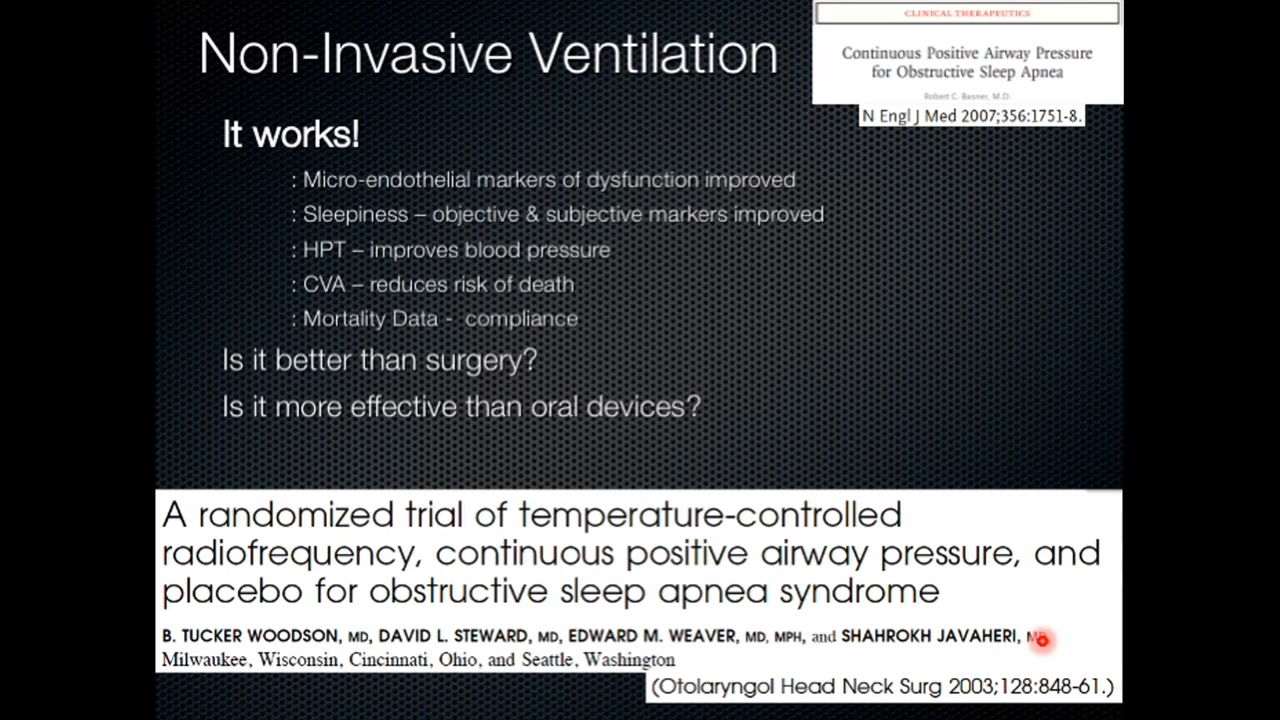 Non-Invasive Ventilation
CLINICAL THERAPEUTICS
Continuous Positive Airway Pressure
for Obstructive Sleep Apnea
Robert C. Basner, M.D.
N Engl J Med 2007;356:1751-8.
It works!
: Micro-endothelial markers of dysfunction improved
: Sleepiness – objective & subjective markers improved
: HPT – improves blood pressure
: CVA – reduces risk of death
: Mortality Data - compliance
Is it better than surgery?
Is it more effective than oral devices?
A randomized trial of temperature-controlled
radiofrequency, continuous positive airway pressure, and
placebo for obstructive sleep apnea syndrome
B. TUCKER WOODSON, MD, DAVID L. STEWARD, MD, EDWARD M. WEAVER, MD, MPH, and SHAHROKH JAVAHERI,
Milwaukee, Wisconsin, Cincinnati, Ohio, and Seattle, Washington
(Otolaryngol Head Neck Surg 2003;128:848-61.)